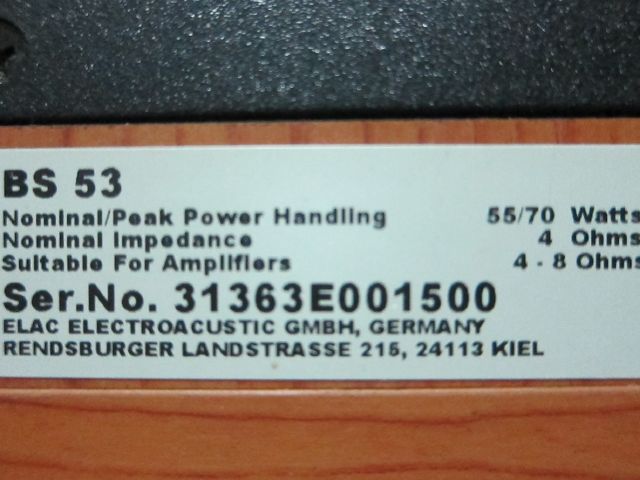 BS 53
Nominal/Peak Power Handling 55/70 Watts
Nominal Impedance 4 Ohms
Suitable For Amplifiers 4 - 8 Ohms
Ser.No. 31363E001500
ELAC ELECTROACUSTIC GMBH, GERMANY
RENDSBURGER LANDSTRASSE 215, 24113 KIEL